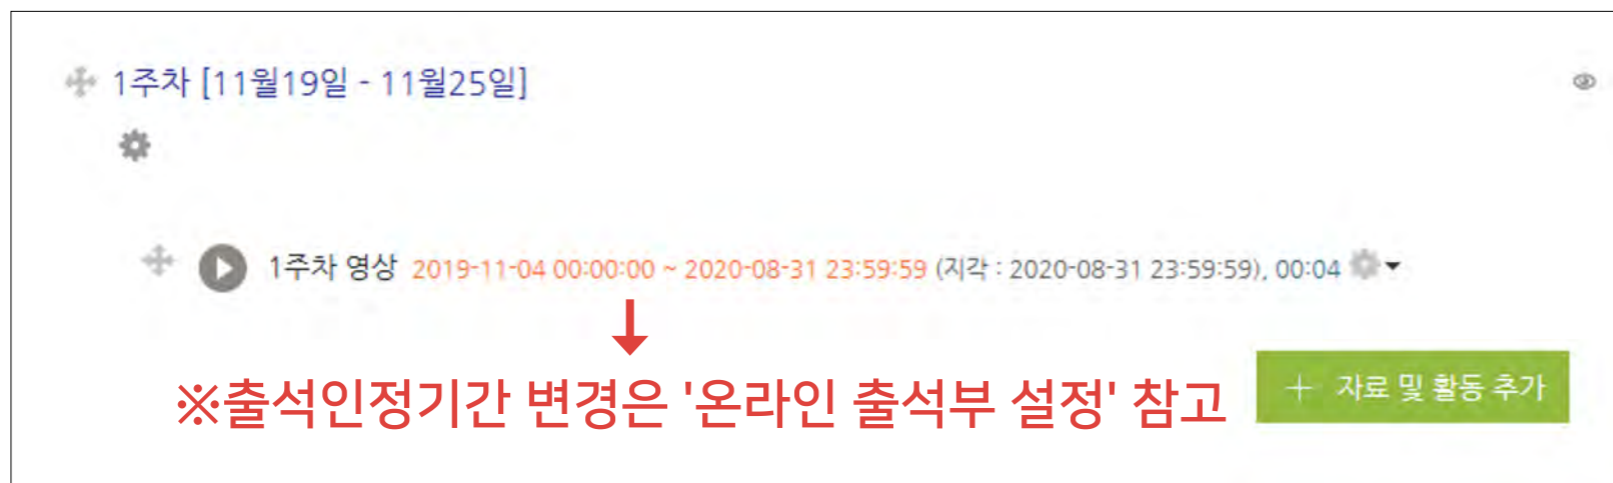 1주차 [11월19일 - 11월25일]
1주차 영상 2019-11-04 00:00:00 ~ 2020-08-31 23:59:59 (지각 : 2020-08-31 23:59:59), 00:04
※출석인정기간 변경은 '온라인 출석부 설정' 참고
+ 자료 및 활동 추가